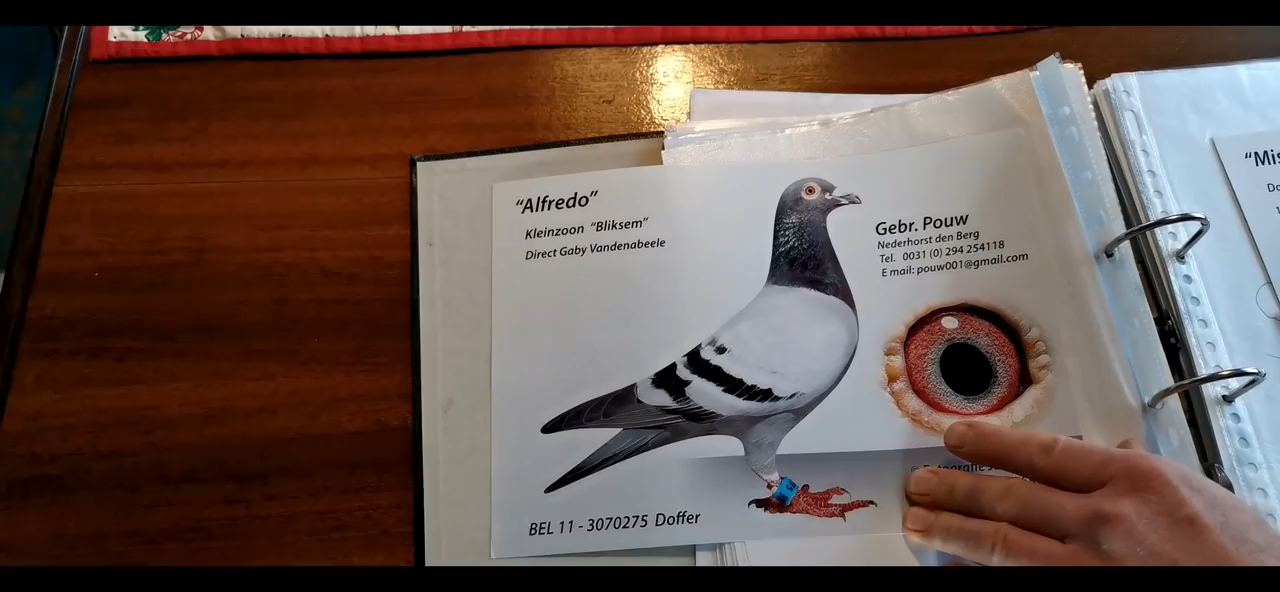 "Alfredo"
Kleinzoon "Bliksem"
Direct Gaby Vandenabeele
Gebr. Pouw
Nederhorst den Berg
Tel. 0031 (0) 294 254118
E mail: pouw001@gmail.com
BEL 11 - 3070275 Doffer